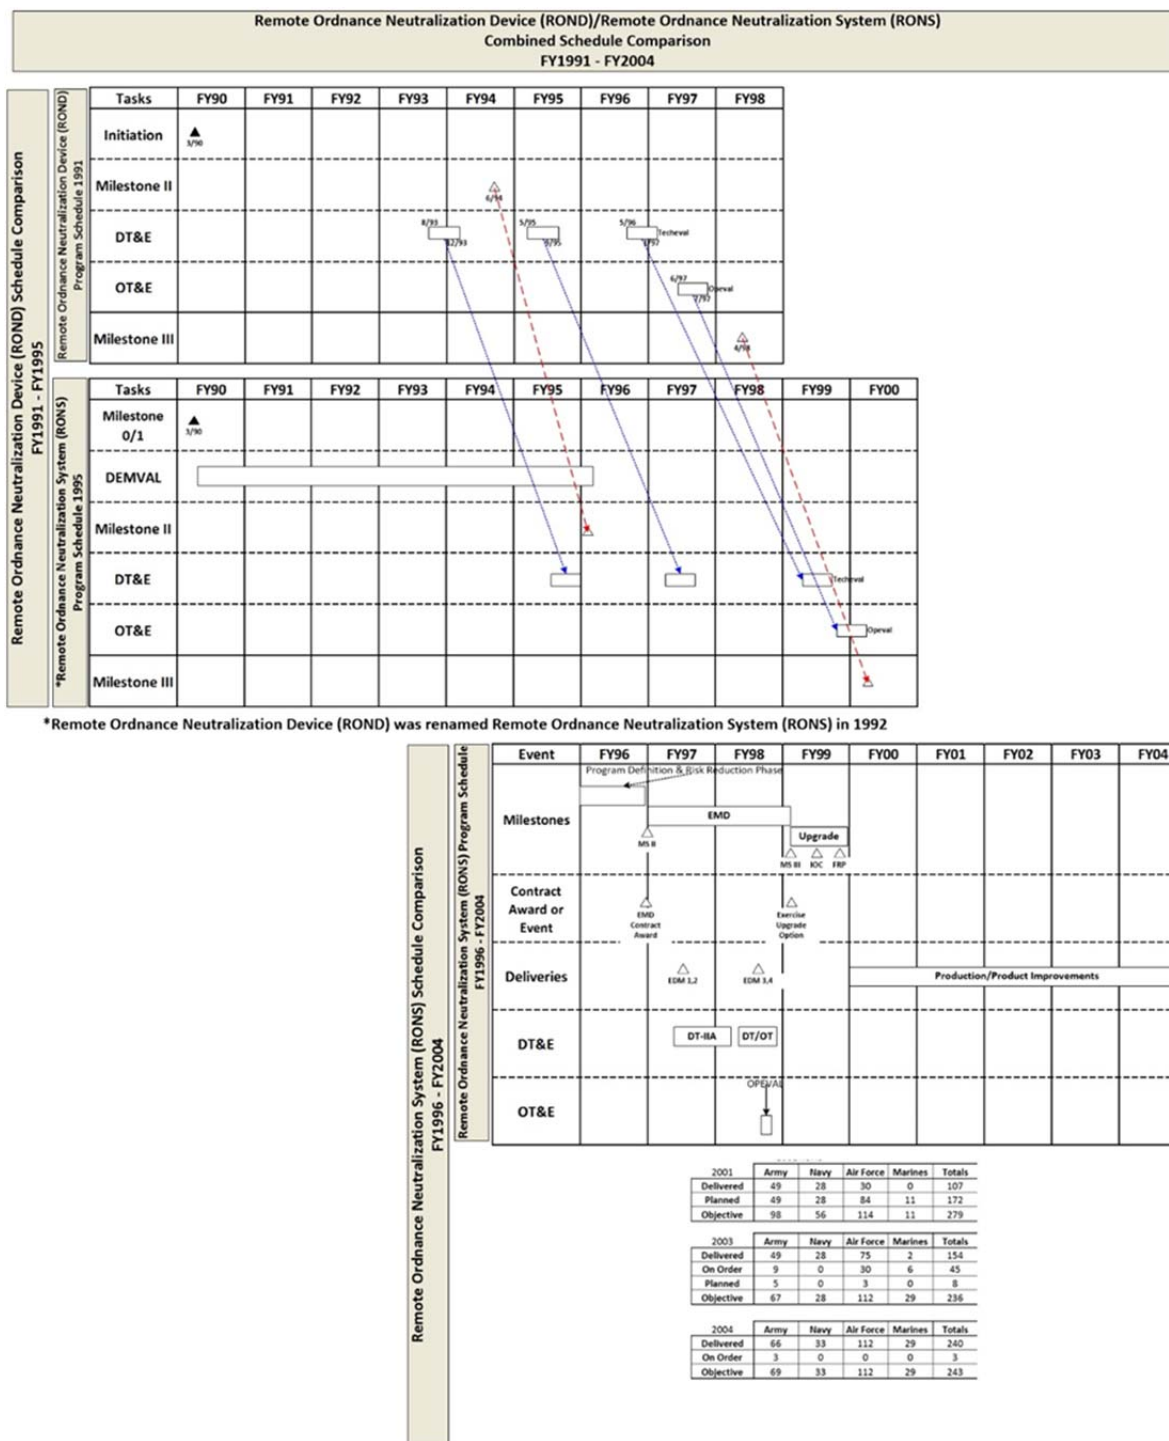 Remote Ordnance Neutralization Device (ROND)/Remote Ordnance Neutralization System (RONS)
Combined Schedule Comparison
FY1991 - FY2004
Remote Ordnance Neutralization Device (ROND) Schedule Comparison
FY1991 - FY1995
Remote Ordnance Neutralization Device (ROND)
Program Schedule 1991
Tasks FY90 FY91 FY92 FY93 FY94 FY95 FY96 FY97 FY98
Initiation
3/90
Milestone II
6/94
DT&E
8/93 5/95 5/96
12/93 Techeval
OT&E
6/97
Opeval
7/97
Milestone III
*Remote Ordnance Neutralization System (RONS)
Program Schedule 1995
Tasks FY90 FY91 FY92 FY93 FY94 FY95 FY96 FY97 FY98 FY99 FY00
Milestone
0/1
3/90
DEMVAL
Milestone II
DT&E
Techeval
OT&E
Opeval
Milestone III
*Remote Ordnance Neutralization Device (ROND) was renamed Remote Ordnance Neutralization System (RONS) in 1992
Remote Ordnance Neutralization System (RONS) Schedule Comparison
FY1996 - FY2004
Remote Ordnance Neutralization System (RONS) Program Schedule
FY1996 - FY2004
Event FY96 FY97 FY98 FY99 FY00 FY01 FY02 FY03 FY04
Program Definition & Risk Reduction Phase
Milestones
EMD
Upgrade
MS II
MS III IOC FRP
Contract
Award or
Event
EMD
Contract
Award
Exercise
Upgrade
Option
Deliveries
EDM 1,2 EDM 3,4
Production/Product Improvements
DT&E
DT-IIA DT/OT
OT&E
OPEVAL
2001 Army Navy Air Force Marines Totals
Delivered 49 28 30 0 107
Planned 49 28 84 11 172
Objective 98 56 114 11 279
2003 Army Navy Air Force Marines Totals
Delivered 49 28 75 2 154
On Order 9 0 30 6 45
Planned 5 0 3 0 8
Objective 67 28 112 29 236
2004 Army Navy Air Force Marines Totals
Delivered 66 33 112 29 240
On Order 3 0 0 0 3
Objective 69 33 112 29 243